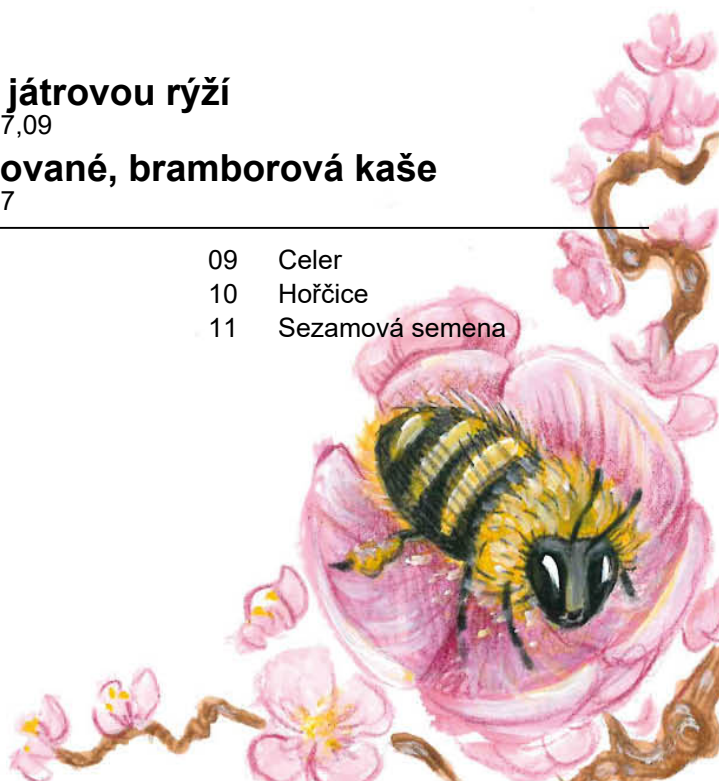 játrovou rýží
7,09
ované, bramborová kaše
7
09 Celer
10 Hořčice
11 Sezamová semena